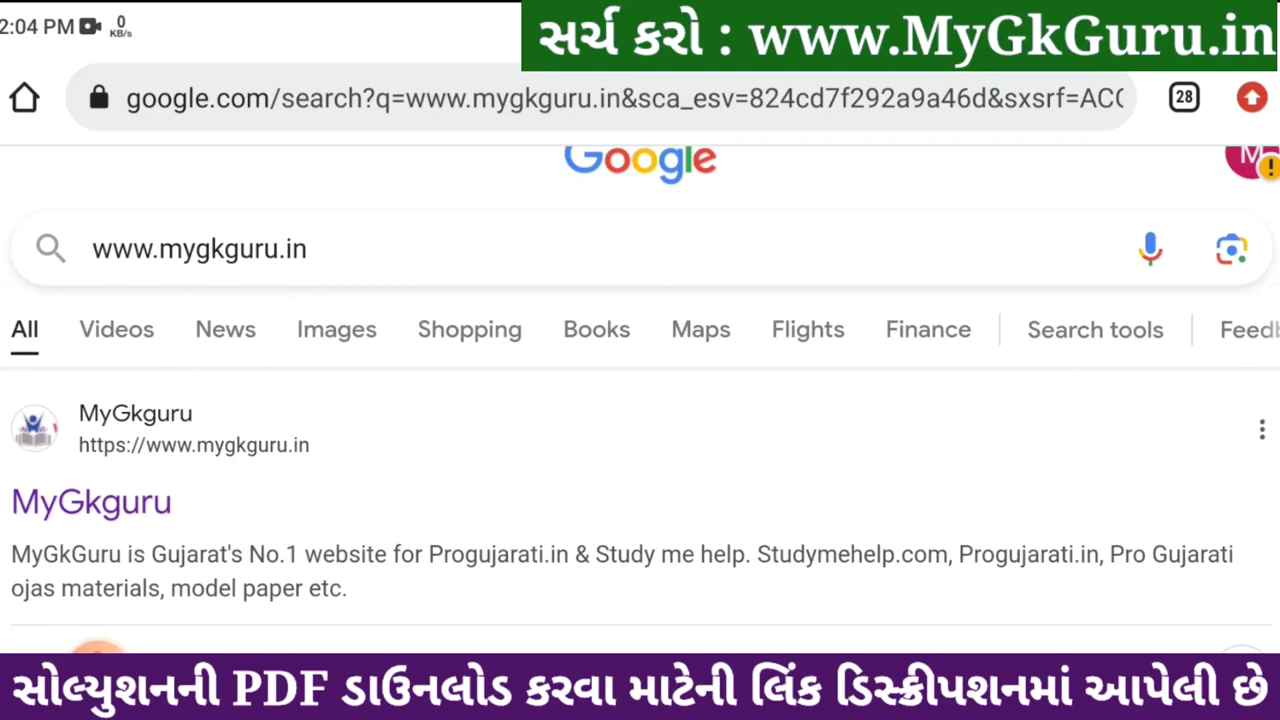 2:04 PM 0 KB/s
સર્ચ કરો : www.MyGkGuru.in
google.com/search?q=www.mygkguru.in&sca_esv=824cd7f292a9a46d&sxsrf=AC
28
Google
M
www.mygkguru.in
All Videos News Images Shopping Books Maps Flights Finance Search tools Feedb
MyGkguru
https://www.mygkguru.in
MyGkguru
MyGkGuru is Gujarat's No.1 website for Progujarati.in & Study me help. Studymehelp.com, Progujarati.in, Pro Gujarati
ojas materials, model paper etc.
સોલ્યુશનની PDF ડાઉનલોડ કરવા માટેની લિંક ડિસ્ક્રીપશનમાં આપેલી છે